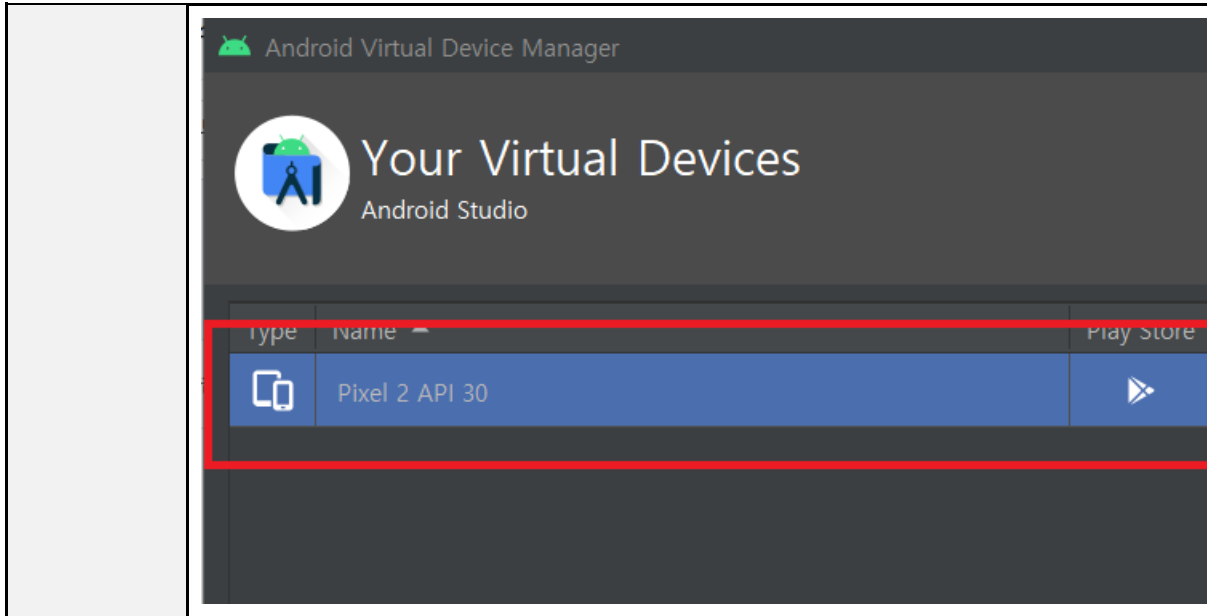 Android Virtual Device Manager
Your Virtual Devices
Android Studio
Type Name Play Store
Pixel 2 API 30